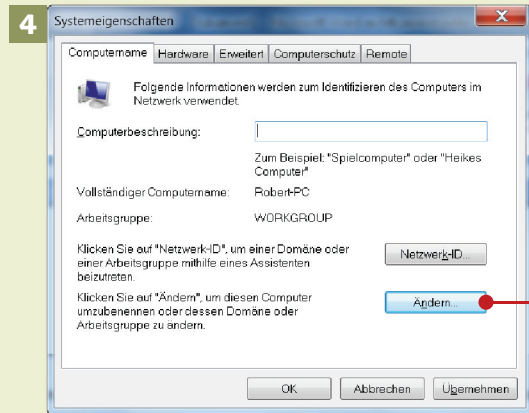 4
Systemeigenschaften
X
Computername Hardware Erweitert Computerschutz Remote
Folgende Informationen werden zum Identifizieren des Computers im
Netzwerk verwendet.
Computerbeschreibung:
Zum Beispiel: "Spielcomputer" oder "Heikes
Computer"
Vollständiger Computername: Robert-PC
Arbeitsgruppe: WORKGROUP
Klicken Sie auf "Netzwerk-ID", um einer Domäne oder
einer Arbeitsgruppe mithilfe eines Assistenten
beizutreten.
Netzwerk-ID...
Klicken Sie auf "Ändern", um diesen Computer
umzubenennen oder dessen Domäne oder
Arbeitsgruppe zu ändern.
Ändern...
OK Abbrechen Übernehmen